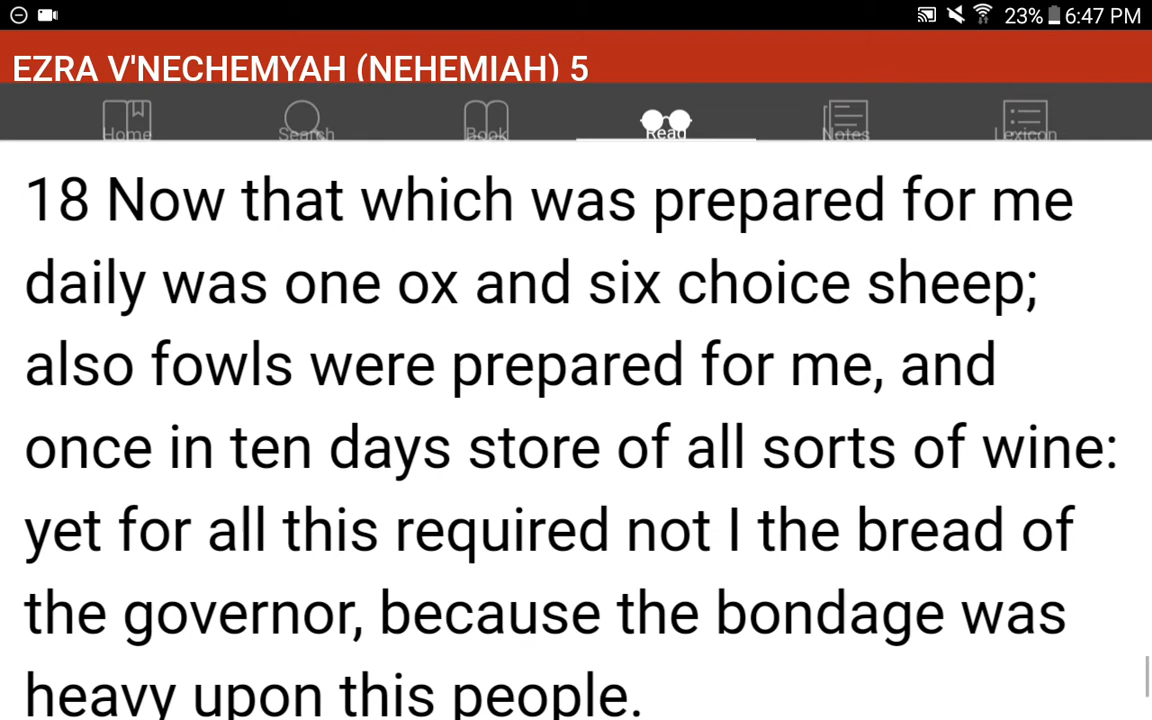 23% 6:47 PM
EZRA V'NECHEMYAH (NEHEMIAH) 5
Home Search Book Read Notes Lexicon
18 Now that which was prepared for me
daily was one ox and six choice sheep;
also fowls were prepared for me, and
once in ten days store of all sorts of wine:
yet for all this required not I the bread of
the governor, because the bondage was
heavy upon this people.